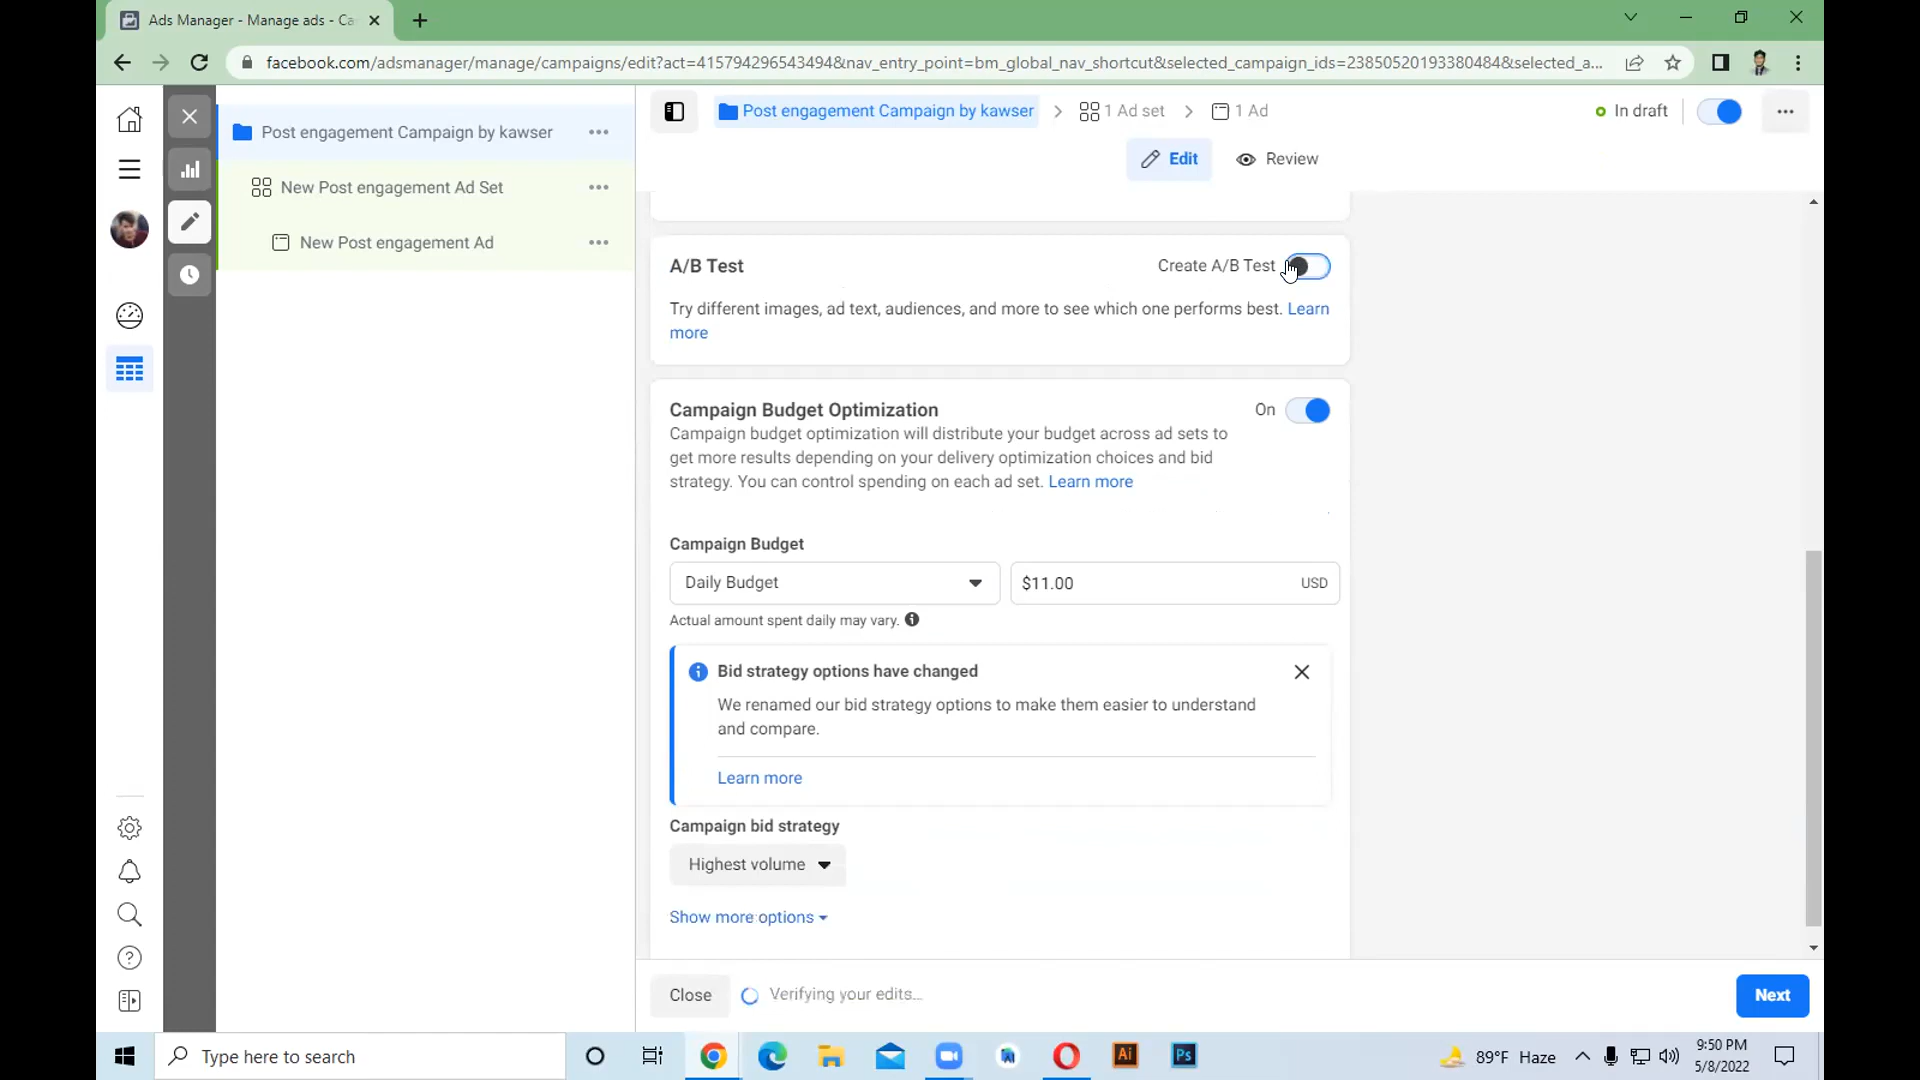 Ads Manager - Manage ads - Ca
facebook.com/adsmanager/manage/campaigns/edit?act=415794296543494&nav_entry_point=bm_global_nav_shortcut&selected_campaign_ids=23850520193380484&selected_a...
Post engagement Campaign by kawser
New Post engagement Ad Set
New Post engagement Ad
Post engagement Campaign by kawser
1 Ad set
1 Ad
In draft
Edit
Review
A/B Test
Create A/B Test
Try different images, ad text, audiences, and more to see which one performs best. Learn
more
Campaign Budget Optimization
On
Campaign budget optimization will distribute your budget across ad sets to
get more results depending on your delivery optimization choices and bid
strategy. You can control spending on each ad set. Learn more
Campaign Budget
Daily Budget
$11.00
USD
Actual amount spent daily may vary.
Bid strategy options have changed
We renamed our bid strategy options to make them easier to understand
and compare.
Learn more
Campaign bid strategy
Highest volume
Show more options
Close
Verifying your edits...
Next
Type here to search
Ai
Ps
89°F Haze
9:50 PM
5/8/2022